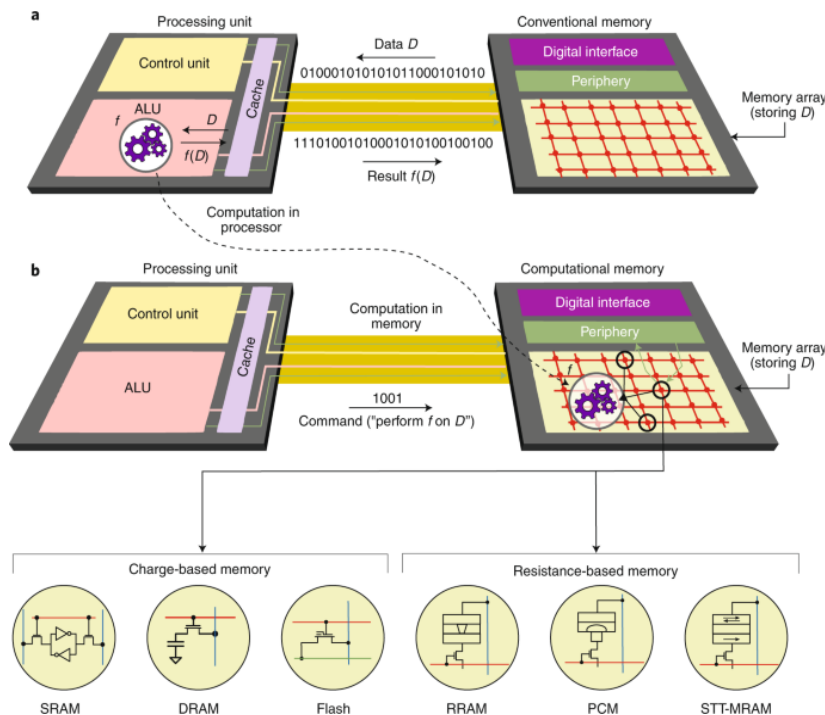 a
Processing unit
Conventional memory
Control unit
Cache
Data D
010001010101011000101010
Digital interface
Periphery
ALU
f
D
f(D)
Memory array
(storing D)
11101001010001010100100100
Result f(D)
Computation in
processor
b
Processing unit
Computational memory
Control unit
Cache
Computation in
memory
Digital interface
Periphery
ALU
f
Memory array
(storing D)
1001
Command ("perform f on D")
Charge-based memory
Resistance-based memory
SRAM
DRAM
Flash
RRAM
PCM
STT-MRAM